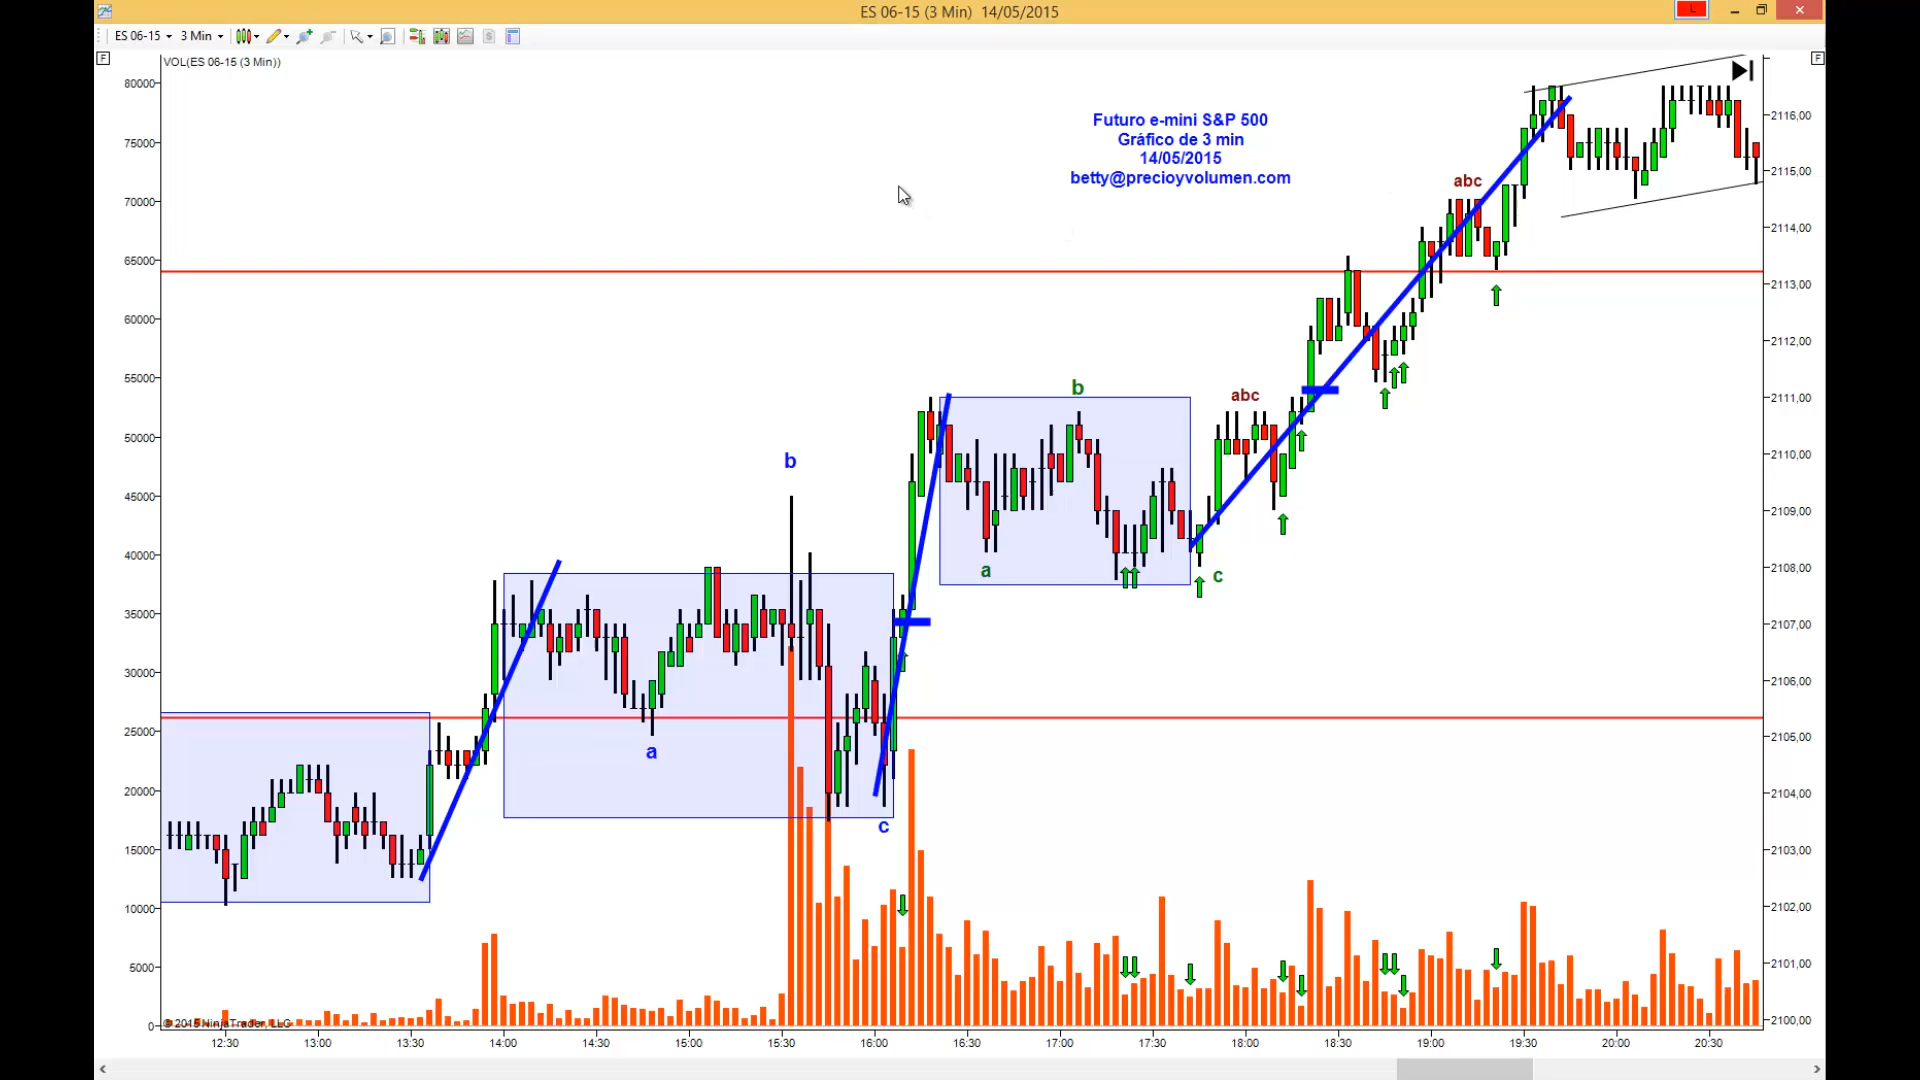 ES 06-15 (3 Min) 14/05/2015
L
ES 06-15
3 Min
F
VOL(ES 06-15 (3 Min))
F
Futuro e-mini S&P 500
Gráfico de 3 min
14/05/2015
betty@precioyvolumen.com
80000
75000
70000
65000
60000
55000
50000
45000
40000
35000
30000
25000
20000
15000
10000
5000
0
2116,00
2115,00
2114,00
2113,00
2112,00
2111,00
2110,00
2109,00
2108,00
2107,00
2106,00
2105,00
2104,00
2103,00
2102,00
2101,00
2100,00
abc
b
abc
b
a
c
a
c
© 2015 NinjaTrader, LLC
12:30
13:00
13:30
14:00
14:30
15:00
15:30
16:00
16:30
17:00
17:30
18:00
18:30
19:00
19:30
20:00
20:30